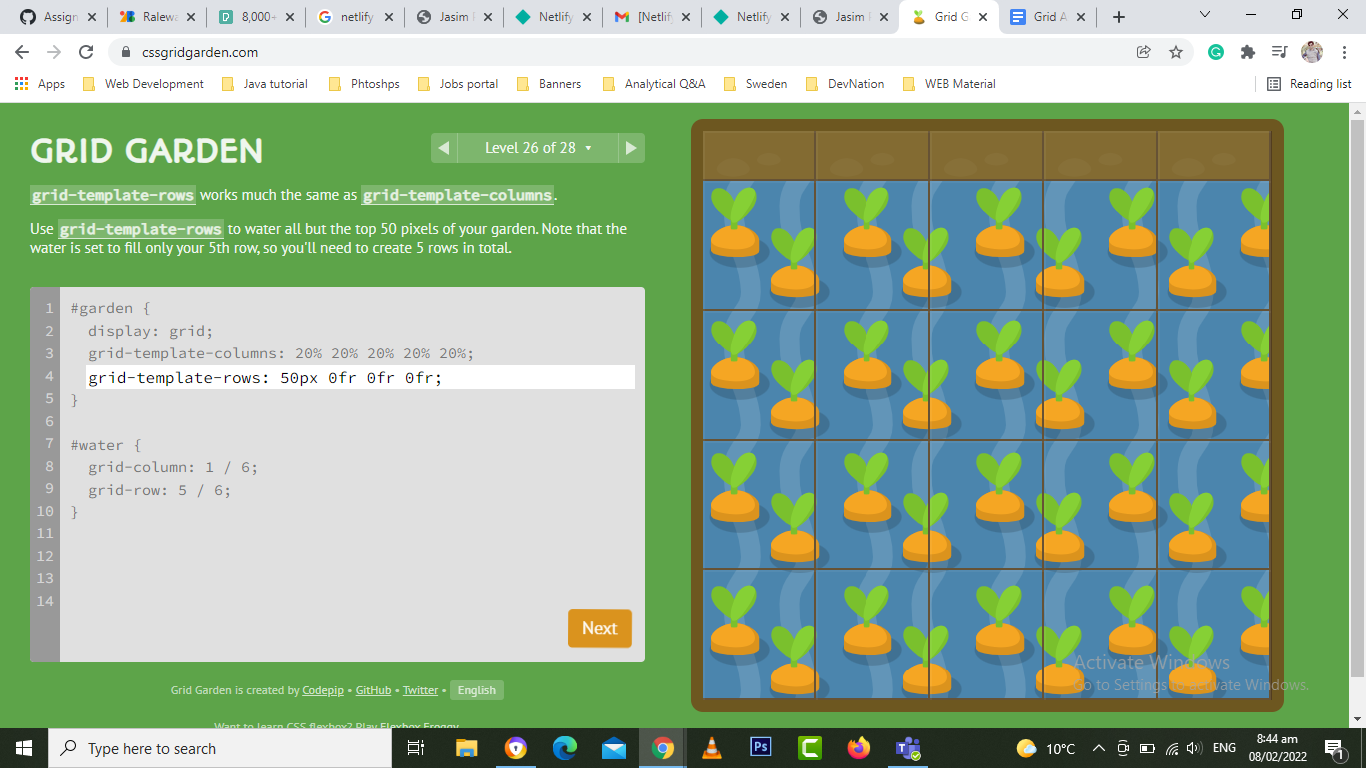 Assign
Ralewa
8,000+
netlify
Jasim
Netlify
[Netlif
Netlify
Jasim
Grid G
Grid A
cssgridgarden.com
Apps
Web Development
Java tutorial
Phtoshps
Jobs portal
Banners
Analytical Q&A
Sweden
DevNation
WEB Material
Reading list
GRID GARDEN
Level 26 of 28
grid-template-rows works much the same as grid-template-columns.
Use grid-template-rows to water all but the top 50 pixels of your garden. Note that the
water is set to fill only your 5th row, so you'll need to create 5 rows in total.
1 #garden {
2 display: grid;
3 grid-template-columns: 20% 20% 20% 20% 20%;
4 grid-template-rows: 50px 0fr 0fr 0fr;
5 }
6
7 #water {
8 grid-column: 1 / 6;
9 grid-row: 5 / 6;
10 }
11
12
13
14
Next
Grid Garden is created by Codepip • GitHub • Twitter • English
Want to learn CSS flexbox? Play Flexbox Froggy.
Activate Windows
Go to Settings to activate Windows.
Type here to search
Ps
10°C
ENG
8:44 am
08/02/2022
1